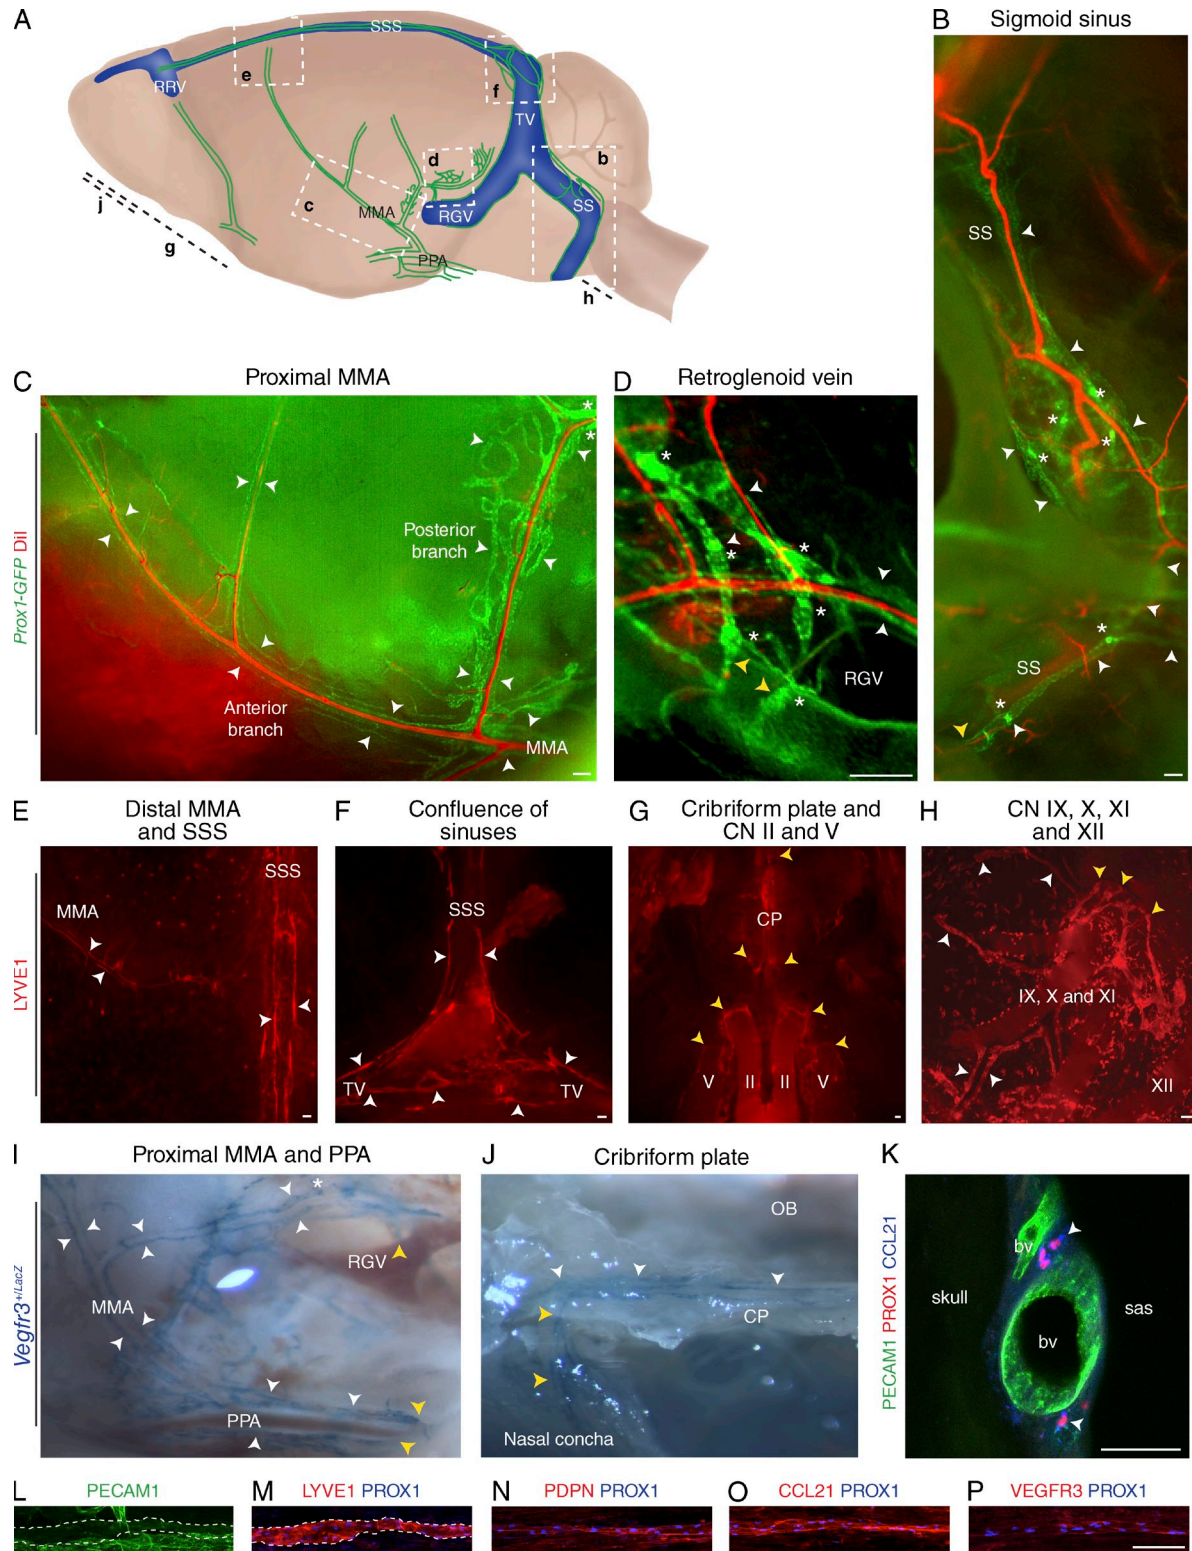 A
SSS
RRV
e
f
TV
d
b
c
MMA
RGV
SS
PPA
j
g
h
B
Sigmoid sinus
SS
*
*
*
*
*
SS
*
C
Proximal MMA
*
*
Posterior
branch
Anterior
branch
MMA
Prox1-GFP DiI
D
Retroglenoid vein
*
*
*
*
*
*
RGV
E
Distal MMA
and SSS
SSS
MMA
LYVE1
F
Confluence of
sinuses
SSS
TV
TV
G
Cribriform plate and
CN II and V
CP
V
II
II
V
H
CN IX, X, XI
and XII
IX, X and XI
XII
I
Proximal MMA and PPA
*
RGV
MMA
PPA
Vegfr3+/LacZ
J
Cribriform plate
OB
CP
Nasal concha
K
PECAM1 PROX1 CCL21
bv
skull
sas
bv
L
PECAM1
M
LYVE1 PROX1
N
PDPN PROX1
O
CCL21 PROX1
P
VEGFR3 PROX1